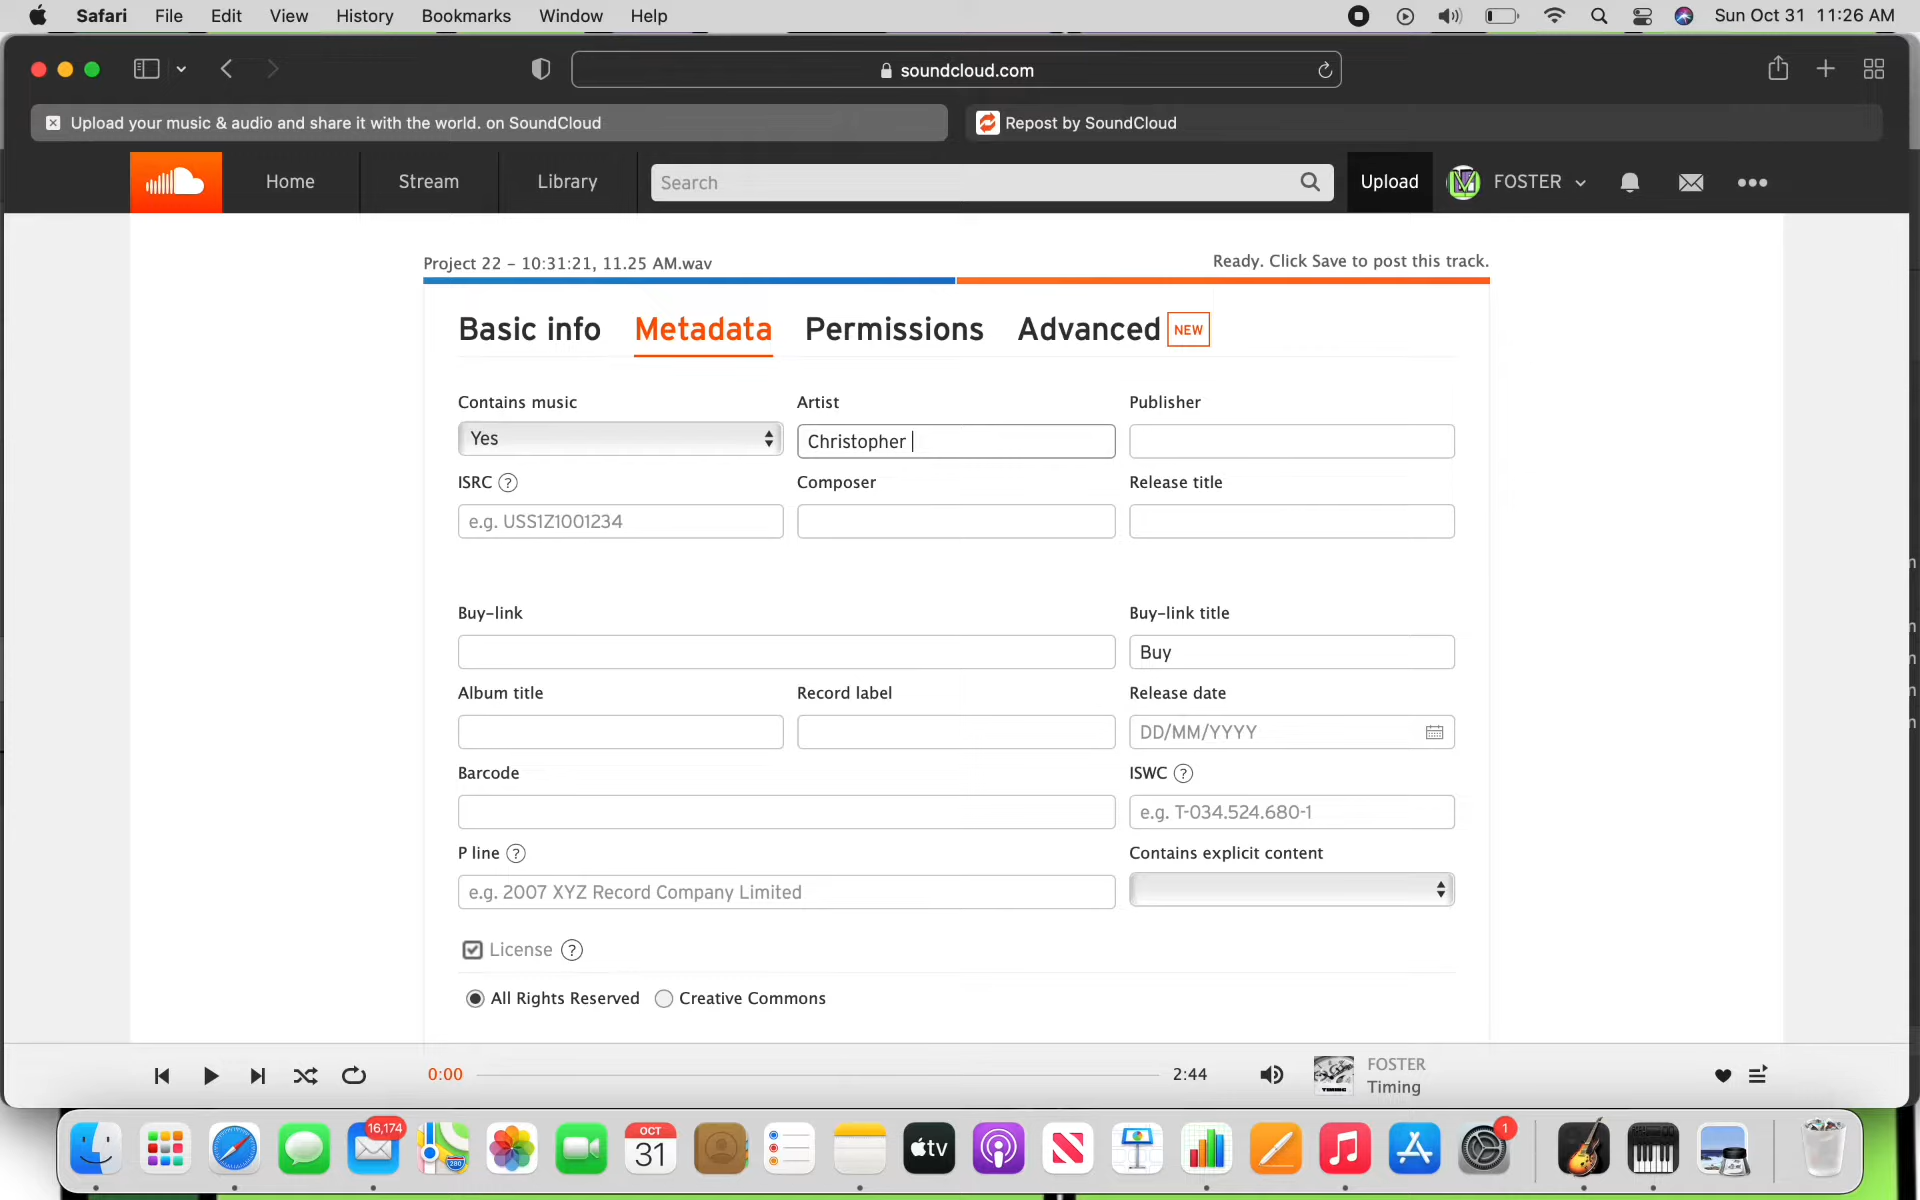 Safari File Edit View History Bookmarks Window Help Sun Oct 31 11:26 AM
soundcloud.com
Upload your music & audio and share it with the world. on SoundCloud Repost by SoundCloud
Home Stream Library Search Upload FOSTER
Project 22 - 10:31:21, 11.25 AM.wav Ready. Click Save to post this track.
Basic info Metadata Permissions Advanced NEW
Contains music Artist Publisher
Yes Christopher
ISRC ? Composer Release title
e.g. USS1Z1001234
Buy-link Buy-link title
Buy
Album title Record label Release date
DD/MM/YYYY
Barcode ISWC ?
e.g. T-034.524.680-1
P line ? Contains explicit content
e.g. 2007 XYZ Record Company Limited
License ?
All Rights Reserved Creative Commons
0:00 2:44 FOSTER
Timing
16,174 OCT 31 280 tv 1